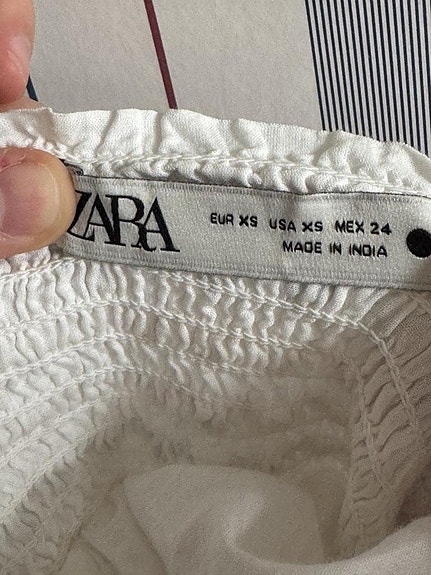 ZARA
EUR XS USA XS MEX 24
MADE IN INDIA